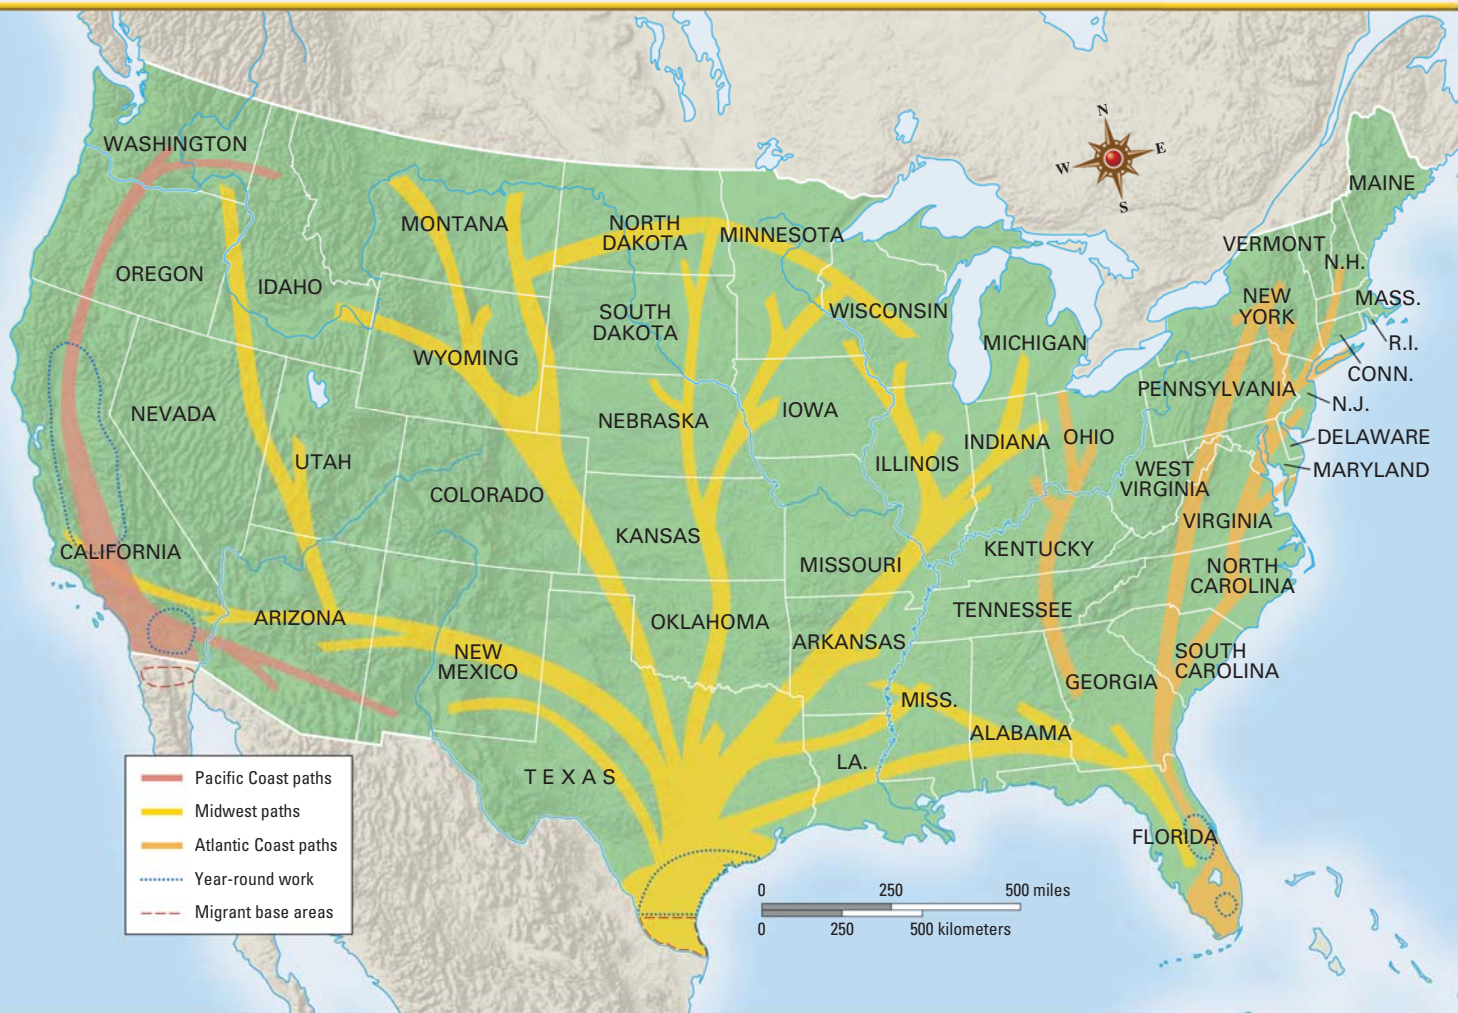 N
W
E
S
WASHINGTON
MONTANA
NORTH
DAKOTA
MINNESOTA
MAINE
VERMONT
N.H.
OREGON
IDAHO
SOUTH
DAKOTA
WISCONSIN
MICHIGAN
NEW
YORK
MASS.
R.I.
CONN.
WYOMING
PENNSYLVANIA
N.J.
NEVADA
NEBRASKA
IOWA
INDIANA
OHIO
DELAWARE
MARYLAND
UTAH
COLORADO
ILLINOIS
WEST
VIRGINIA
VIRGINIA
CALIFORNIA
KANSAS
MISSOURI
KENTUCKY
NORTH
CAROLINA
ARIZONA
NEW
MEXICO
OKLAHOMA
ARKANSAS
TENNESSEE
SOUTH
CAROLINA
GEORGIA
MISS.
ALABAMA
TEXAS
LA.
FLORIDA
Pacific Coast paths
Midwest paths
Atlantic Coast paths
Year-round work
Migrant base areas
0 250 500 miles
0 250 500 kilometers